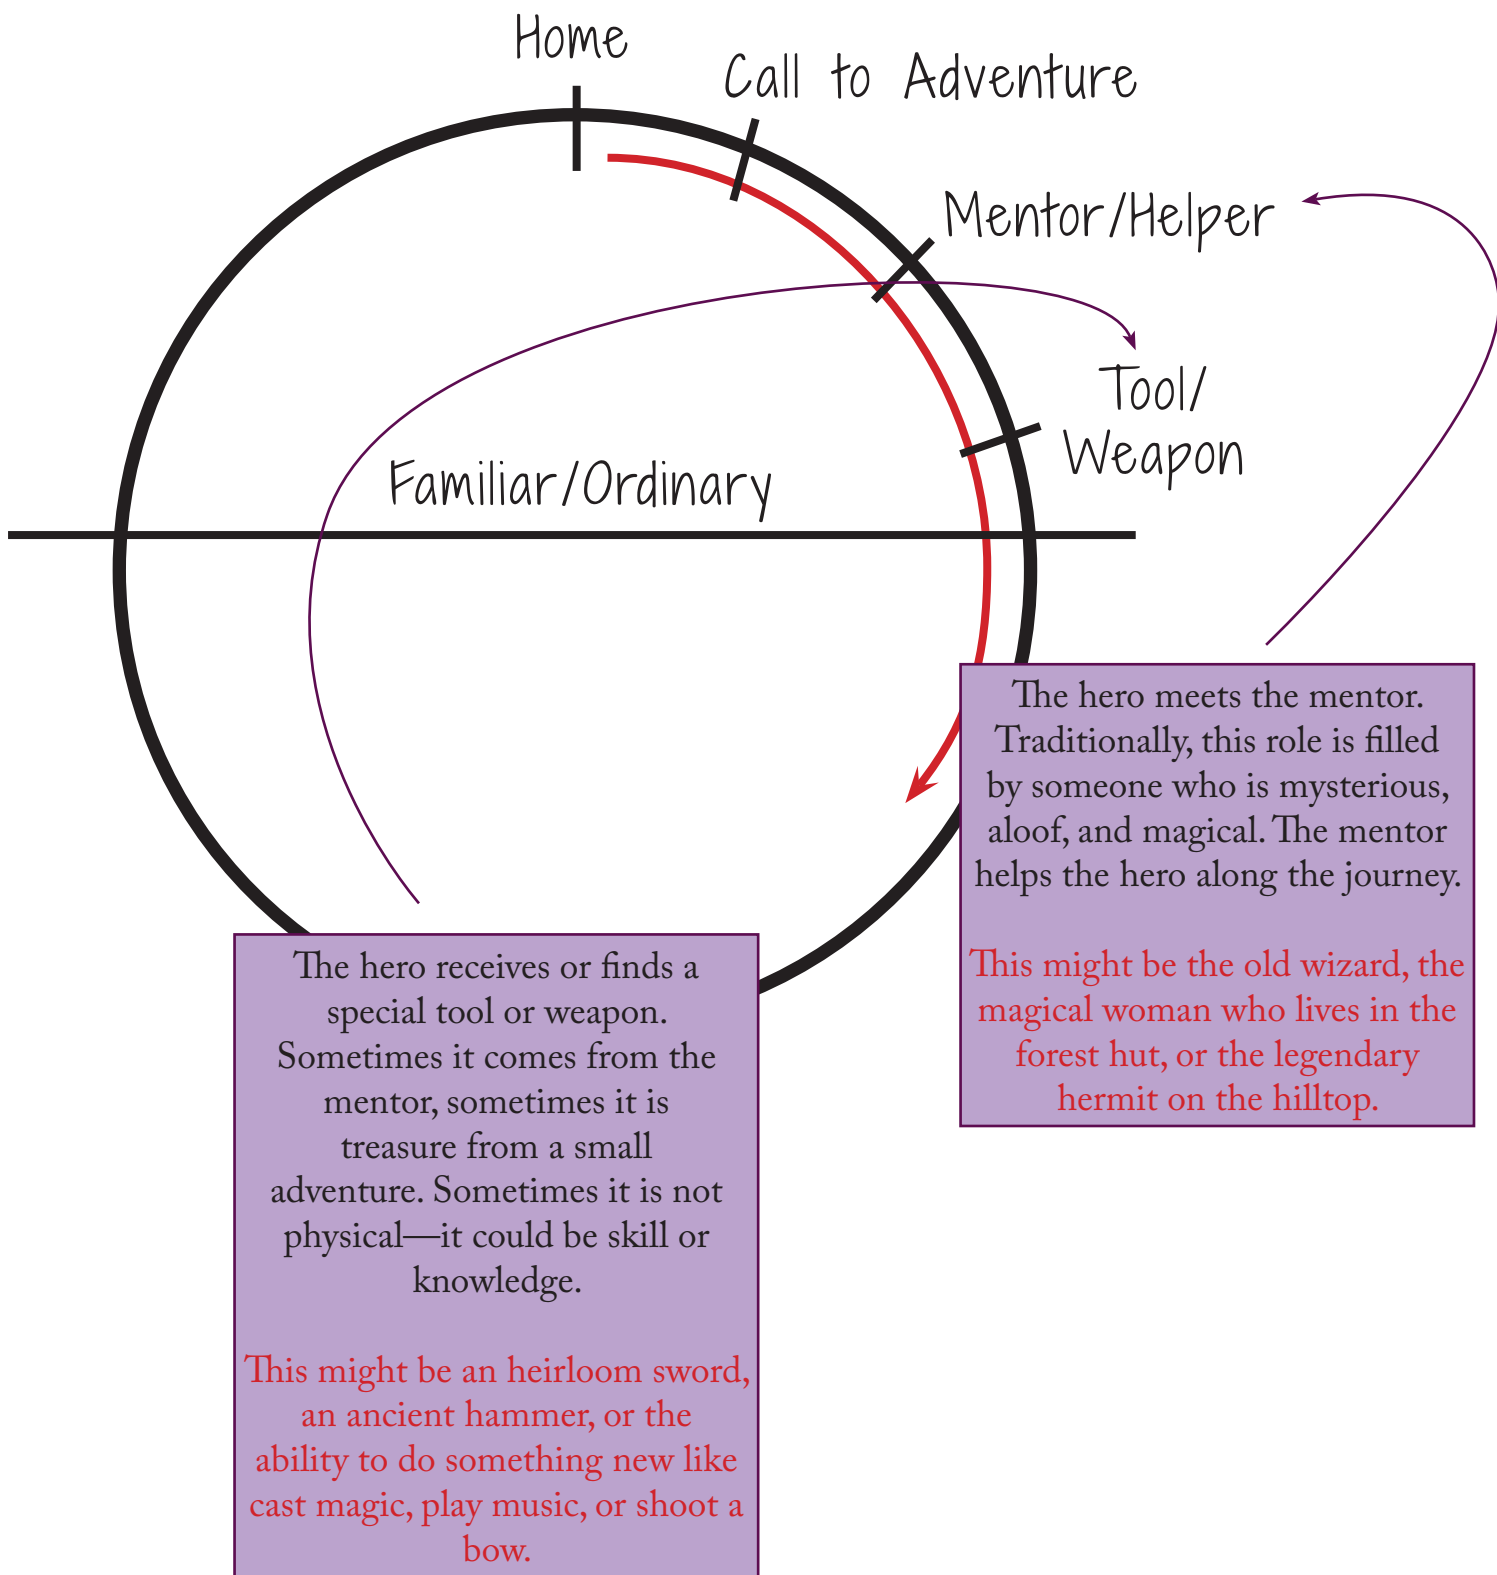 Home
Call to Adventure
Mentor/Helper
Tool/
Weapon
Familiar/Ordinary
The hero meets the mentor.
Traditionally, this role is filled
by someone who is mysterious,
aloof, and magical. The mentor
helps the hero along the journey.
This might be the old wizard, the
magical woman who lives in the
forest hut, or the legendary
hermit on the hilltop.
The hero receives or finds a
special tool or weapon.
Sometimes it comes from the
mentor, sometimes it is
treasure from a small
adventure. Sometimes it is not
physical—it could be skill or
knowledge.
This might be an heirloom sword,
an ancient hammer, or the
ability to do something new like
cast magic, play music, or shoot a
bow.